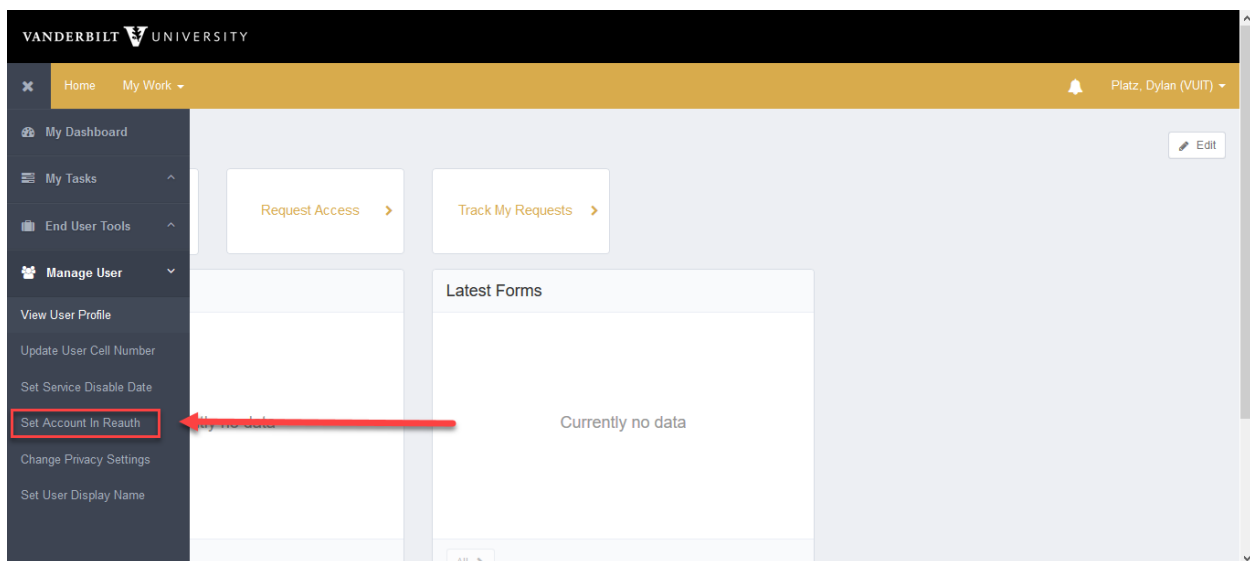 VANDERBILT UNIVERSITY
Home My Work
Platz, Dylan (VUIT)
My Dashboard
Edit
My Tasks
Request Access
Track My Requests
End User Tools
Manage User
Latest Forms
View User Profile
Update User Cell Number
Set Service Disable Date
Set Account In Reauth
no data
Currently no data
Change Privacy Settings
Set User Display Name